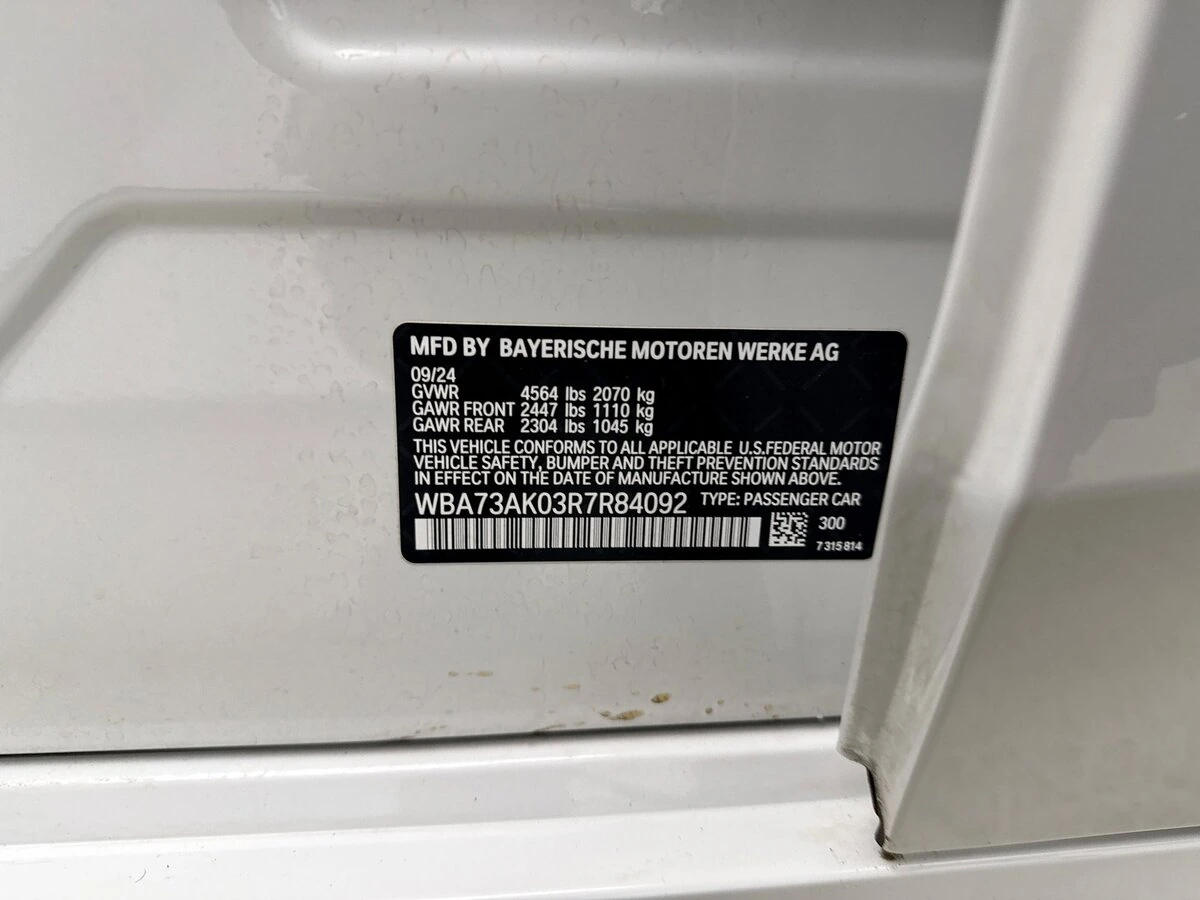 MFD BY BAYERISCHE MOTOREN WERKE AG
09/24
GVWR 4564 lbs 2070 kg
GAWR FRONT 2447 lbs 1110 kg
GAWR REAR 2304 lbs 1045 kg
THIS VEHICLE CONFORMS TO ALL APPLICABLE U.S.FEDERAL MOTOR
VEHICLE SAFETY, BUMPER AND THEFT PREVENTION STANDARDS
IN EFFECT ON THE DATE OF MANUFACTURE SHOWN ABOVE.
WBA73AK03R7R84092 TYPE: PASSENGER CAR
300
7 315 814